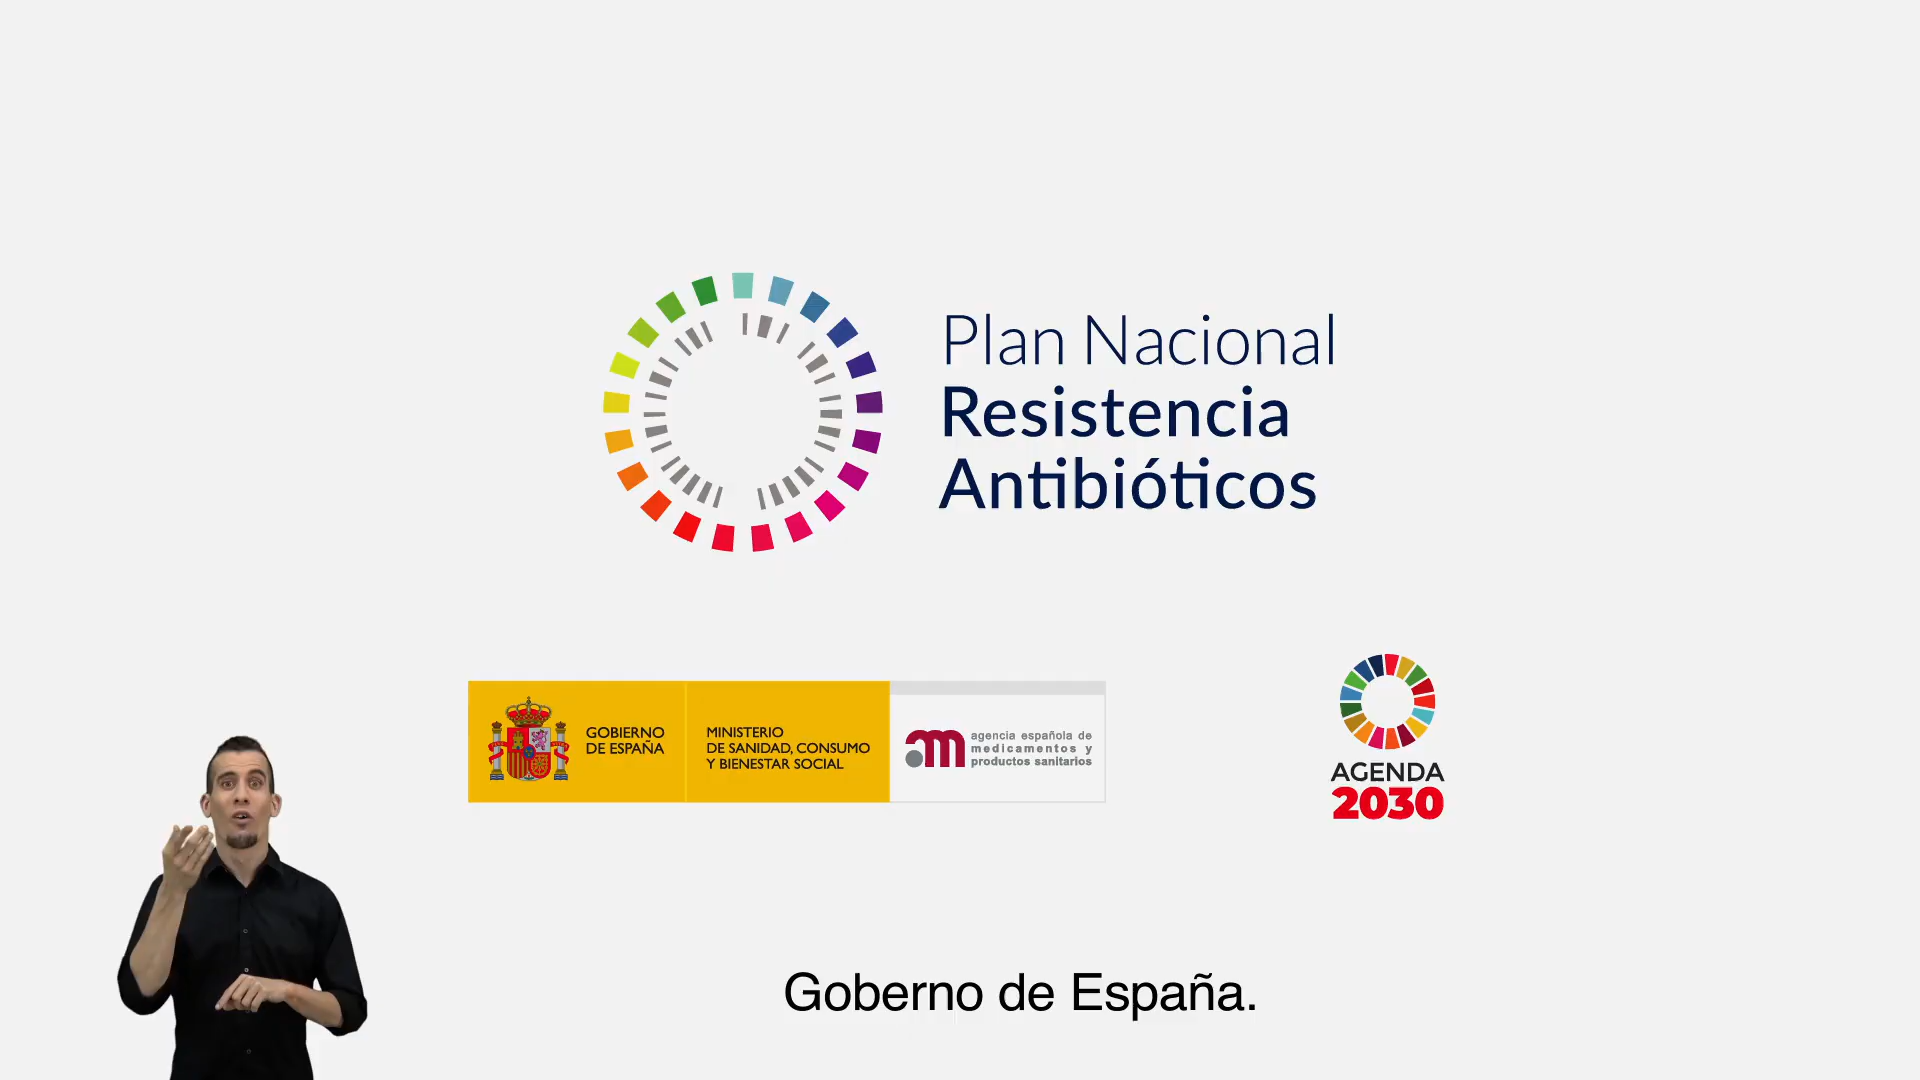 Plan Nacional
Resistencia
Antibióticos
GOBIERNO
DE ESPAÑA
MINISTERIO
DE SANIDAD, CONSUMO
Y BIENESTAR SOCIAL
am
agencia española de
medicamentos y
productos sanitarios
AGENDA
2030
Goberno de España.